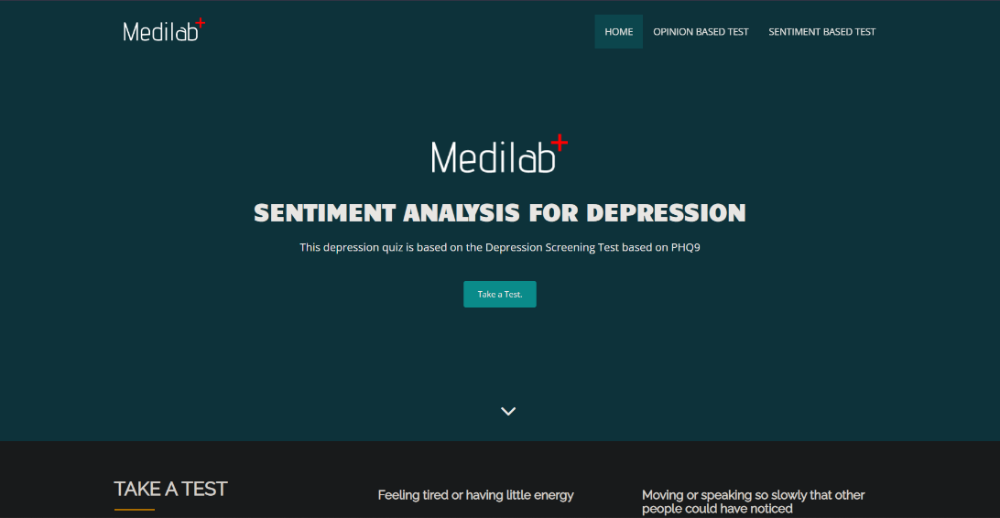 Medilab+
HOME
OPINION BASED TEST
SENTIMENT BASED TEST
Medilab+
SENTIMENT ANALYSIS FOR DEPRESSION
This depression quiz is based on the Depression Screening Test based on PHQ9
Take a Test.
TAKE A TEST
Feeling tired or having little energy
Moving or speaking so slowly that other
people could have noticed